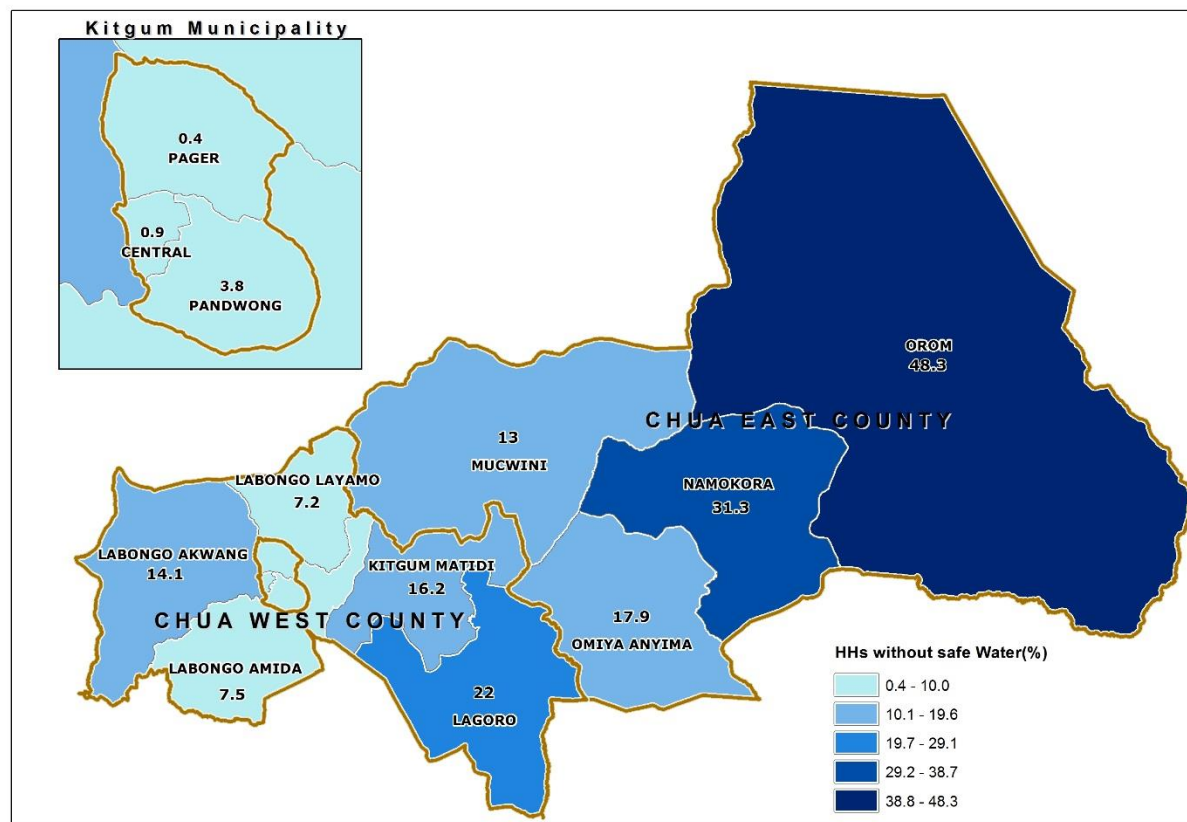 Kitgum Municipality
0.4
PAGER
0.9
CENTRAL
3.8
PANDWONG
OROM
48.3
CHUA EAST COUNTY
13
MUCWINI
NAMOKORA
31.3
LABONGO LAYAMO
7.2
LABONGO AKWANG
14.1
KITGUM MATIDI
16.2
CHUA WEST COUNTY
17.9
OMIYA ANYIMA
LABONGO AMIDA
7.5
22
LAGORO
HHs without safe Water(%)
0.4 - 10.0
10.1 - 19.6
19.7 - 29.1
29.2 - 38.7
38.8 - 48.3